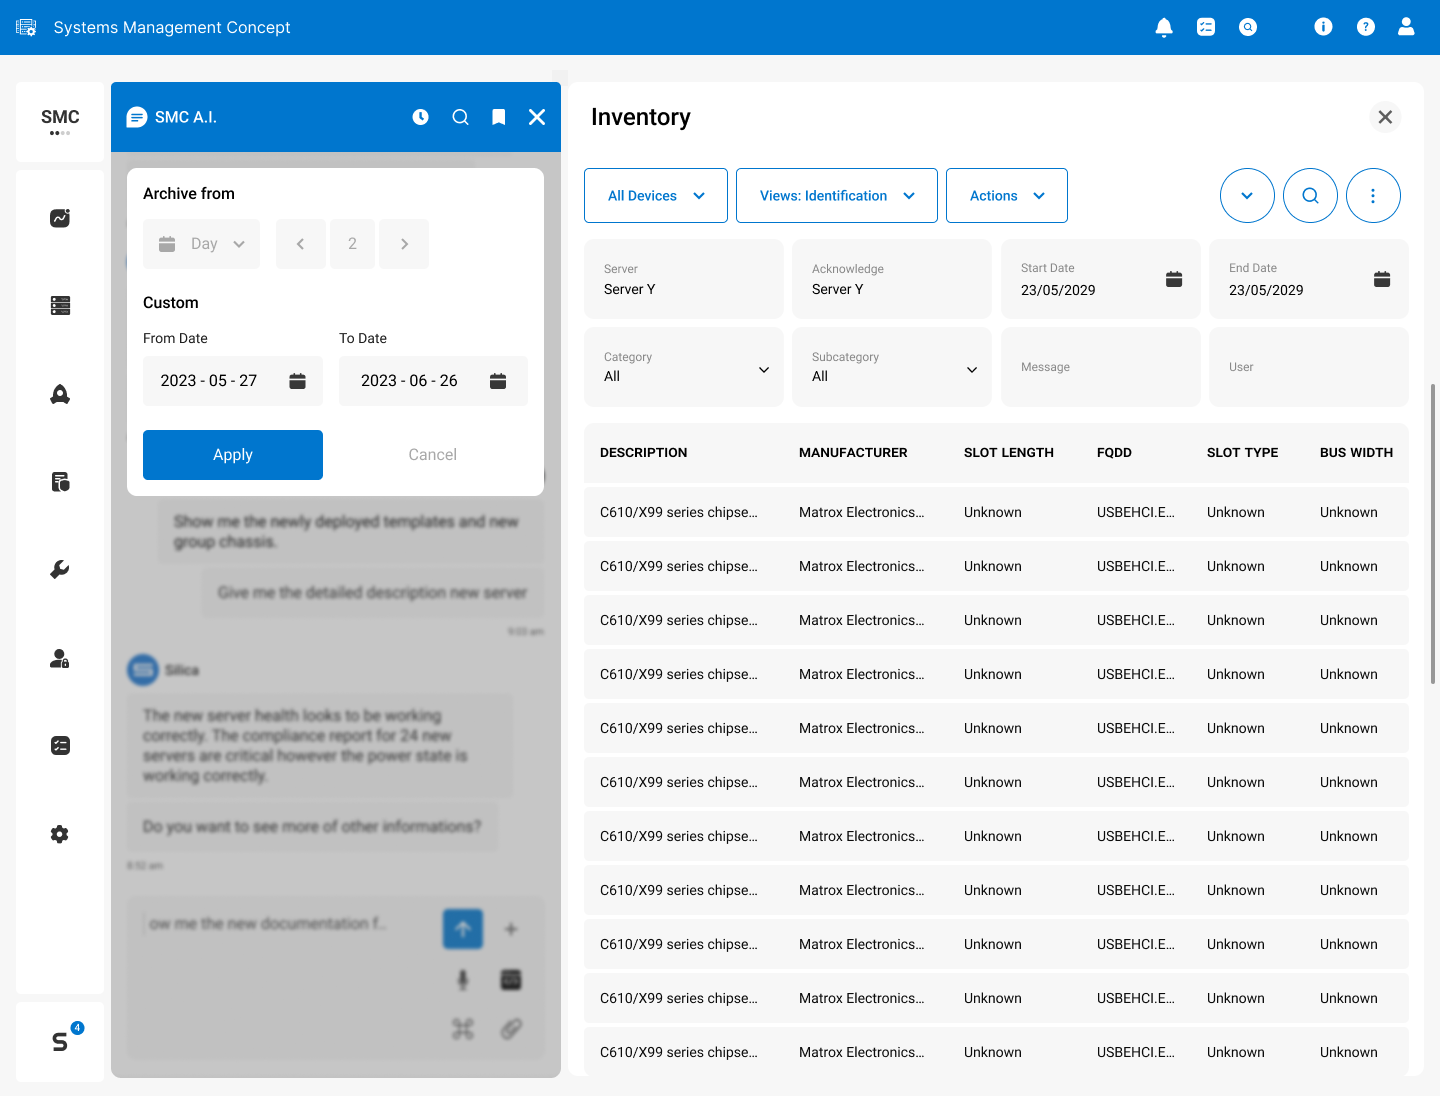 Systems Management Concept
SMC
SMC A.I.
Archive from
Day
2
Custom
From Date
To Date
2023 - 05 - 27
2023 - 06 - 26
Apply
Cancel
Show me the newly deployed templates and new
group chassis.
Give me the detailed description new server
9:03 am
Silica
The new server health looks to be working
correctly. The compliance report for 24 new
servers are critical however the power state is
working correctly.
Do you want to see more of other informations?
ow me the new documentation f..
S
4
Inventory
All Devices
Views: Identification
Actions
Server
Server Y
Acknowledge
Server Y
Start Date
23/05/2029
End Date
23/05/2029
Category
All
Subcategory
All
Message
User
DESCRIPTION MANUFACTURER SLOT LENGTH FQDD SLOT TYPE BUS WIDTH
C610/X99 series chipse... Matrox Electronics... Unknown USBEHCI.E... Unknown Unknown
C610/X99 series chipse... Matrox Electronics... Unknown USBEHCI.E... Unknown Unknown
C610/X99 series chipse... Matrox Electronics... Unknown USBEHCI.E... Unknown Unknown
C610/X99 series chipse... Matrox Electronics... Unknown USBEHCI.E... Unknown Unknown
C610/X99 series chipse... Matrox Electronics... Unknown USBEHCI.E... Unknown Unknown
C610/X99 series chipse... Matrox Electronics... Unknown USBEHCI.E... Unknown Unknown
C610/X99 series chipse... Matrox Electronics... Unknown USBEHCI.E... Unknown Unknown
C610/X99 series chipse... Matrox Electronics... Unknown USBEHCI.E... Unknown Unknown
C610/X99 series chipse... Matrox Electronics... Unknown USBEHCI.E... Unknown Unknown
C610/X99 series chipse... Matrox Electronics... Unknown USBEHCI.E... Unknown Unknown
C610/X99 series chipse... Matrox Electronics... Unknown USBEHCI.E... Unknown Unknown